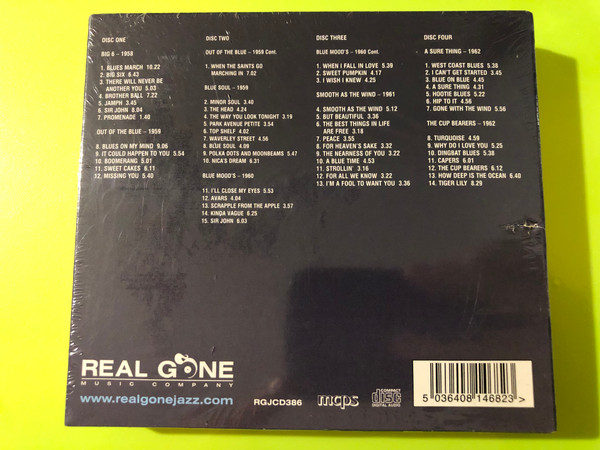 DISC ONE
BIG 6 - 1958
1. BLUES MARCH 10.22
2. BIG SIX 6.43
3. THERE WILL NEVER BE
ANOTHER YOU 5.03
4. BROTHER BALL 7.22
5. JAMPH 3.45
6. SIR JOHN 8.04
7. PROMENADE 1.40
OUT OF THE BLUE - 1959
8. BLUES ON MY MIND 9.06
9. IT COULD HAPPEN TO YOU 5.54
10. BOOMERANG 5.01
11. SWEET CAKES 6.11
12. MISSING YOU 5.40
DISC TWO
OUT OF THE BLUE - 1959 Cont.
1. WHEN THE SAINTS GO
MARCHING IN 7.02
BLUE SOUL - 1959
2. MINOR SOUL 3.40
3. THE HEAD 4.24
4. THE WAY YOU LOOK TONIGHT 3.19
5. PARK AVENUE PETITE 3.54
6. TOP SHELF 4.02
7. WAVERLEY STREET 4.56
8. BLUE SOUL 4.09
9. POLKA DOTS AND MOONBEAMS 5.47
10. NICA'S DREAM 6.31
BLUE MOOD'S - 1960
11. I'LL CLOSE MY EYES 5.53
12. AVARS 4.04
13. SCRAPPLE FROM THE APPLE 3.57
14. KINDA VAGUE 6.25
15. SIR JOHN 6.03
DISC THREE
BLUE MOOD'S - 1960 Cont.
1. WHEN I FALL IN LOVE 5.39
2. SWEET PUMPKIN 4.17
3. I WISH I KNEW 4.25
SMOOTH AS THE WIND - 1961
4. SMOOTH AS THE WIND 5.12
5. BUT BEAUTIFUL 3.36
6. THE BEST THINGS IN LIFE
ARE FREE 3.18
7. PEACE 3.55
8. FOR HEAVEN'S SAKE 3.32
9. THE NEARNESS OF YOU 3.22
10. A BLUE TIME 4.53
11. STROLLIN' 3.16
12. FOR ALL WE KNOW 3.22
13. I'M A FOOL TO WANT YOU 3.36
DISC FOUR
A SURE THING - 1962
1. WEST COAST BLUES 5.38
2. I CAN'T GET STARTED 3.45
3. BLUE ON BLUE 4.45
4. A SURE THING 4.31
5. HOOTIE BLUES 5.22
6. HIP TO IT 4.56
7. GONE WITH THE WIND 5.56
THE CUP BEARERS - 1962
8. TURQUOISE 4.59
9. WHY DO I LOVE YOU 5.25
10. DINGBAT BLUES 5.38
11. CAPERS 6.01
12. THE CUP BEARERS 6.12
13. HOW DEEP IS THE OCEAN 6.40
14. TIGER LILY 8.29
REAL GONE
MUSIC COMPANY
www.realgonejazz.com
RGJCD386
mcps
COMPACT
disc
DIGITAL AUDIO
5 036408 146823 >